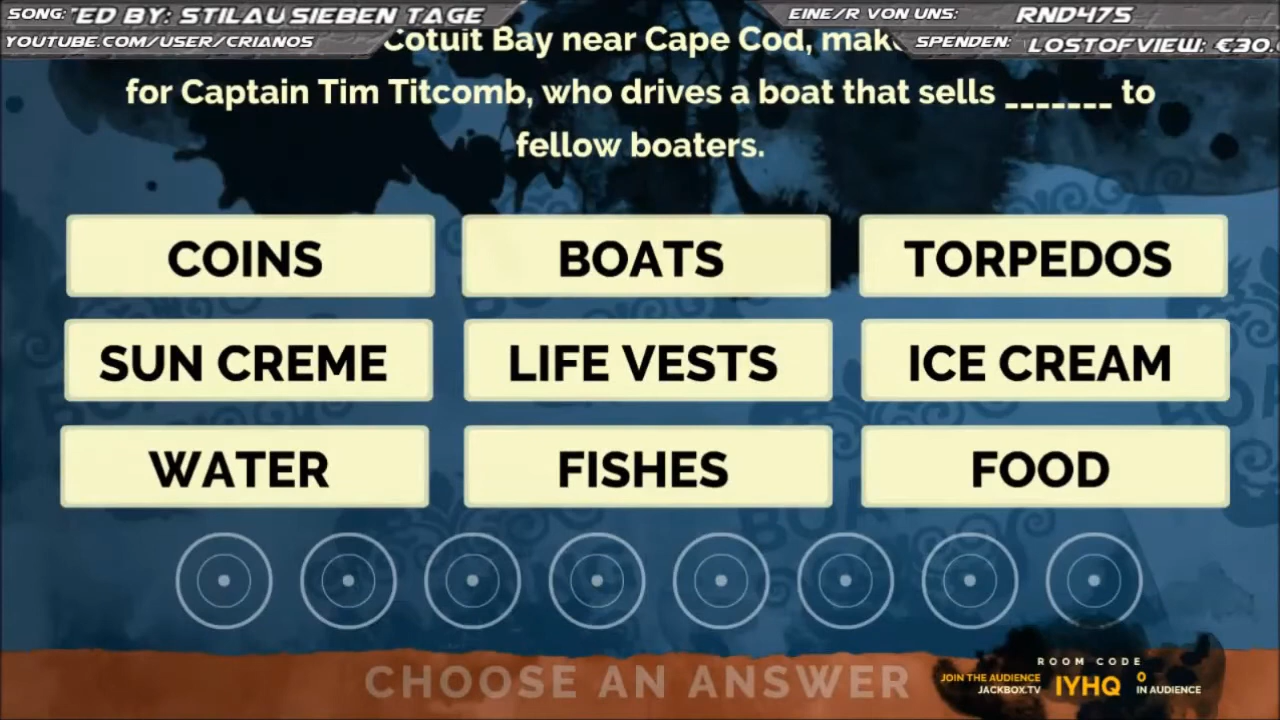 SONG: ED BY: STILAU SIEBEN TAGE
YOUTUBE.COM/USER/CRIANOS
EINE/R VON UNS: RND475
SPENDEN: LOSTOFVIEW: €30.
Cotuit Bay near Cape Cod,
for Captain Tim Titcomb, who drives a boat that sells _______ to
fellow boaters.
COINS
BOATS
TORPEDOS
SUN CREME
LIFE VESTS
ICE CREAM
WATER
FISHES
FOOD
CHOOSE AN ANSWER
ROOM CODE
JOIN THE AUDIENCE
JACKBOX.TV
IYHQ
0
IN AUDIENCE